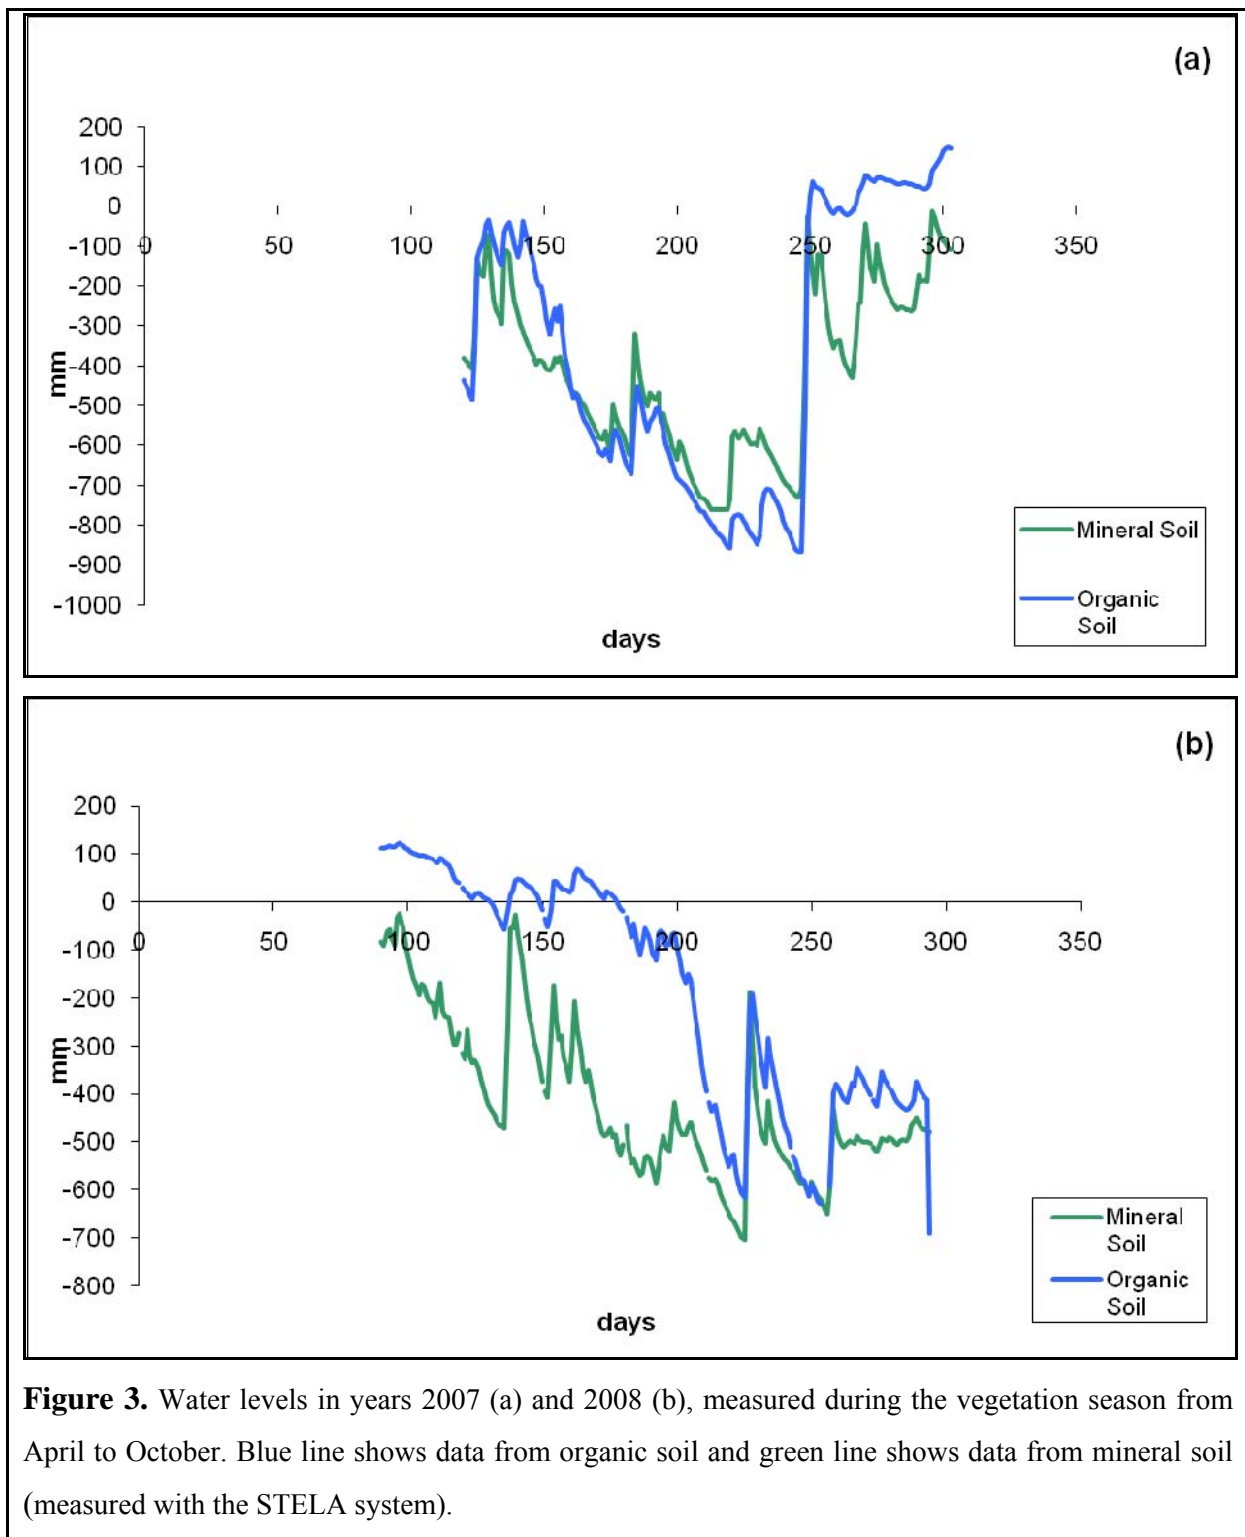 (a)
200
100
0
-100
-200
-300
-400
-500
-600
-700
-800
-900
-1000
mm
0 50 100 150 200 250 300 350
days
Mineral Soil
Organic
Soil
(b)
200
100
0
-100
-200
-300
-400
-500
-600
-700
-800
mm
0 50 100 150 200 250 300 350
days
Mineral
Soil
Organic
Soil
Figure 3. Water levels in years 2007 (a) and 2008 (b), measured during the vegetation season from
April to October. Blue line shows data from organic soil and green line shows data from mineral soil
(measured with the STELA system).